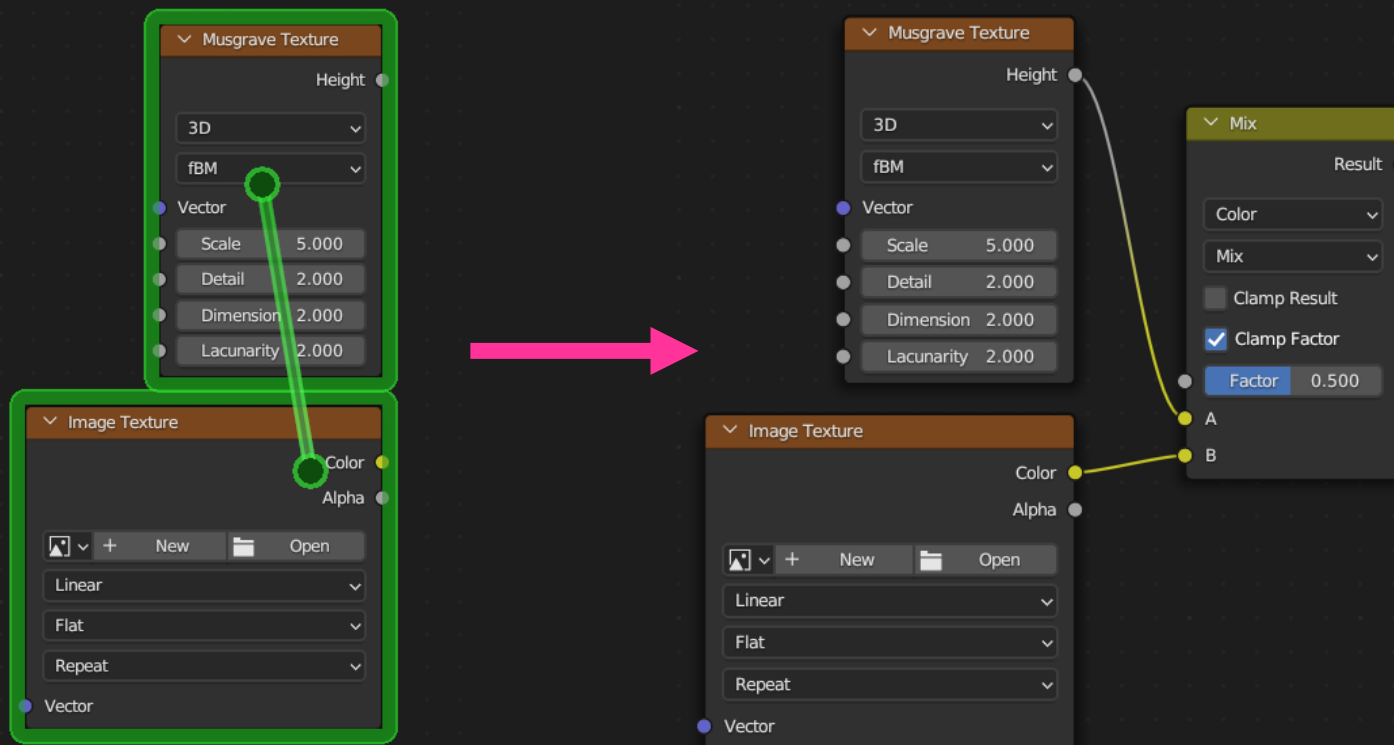 Musgrave Texture
Height
3D
fBM
Vector
Scale 5.000
Detail 2.000
Dimension 2.000
Lacunarity 2.000
Image Texture
Color
Alpha
New Open
Linear
Flat
Repeat
Vector
Musgrave Texture
Height
3D
fBM
Vector
Scale 5.000
Detail 2.000
Dimension 2.000
Lacunarity 2.000
Image Texture
Color
Alpha
New Open
Linear
Flat
Repeat
Vector
Mix
Result
Color
Mix
Clamp Result
Clamp Factor
Factor 0.500
A
B